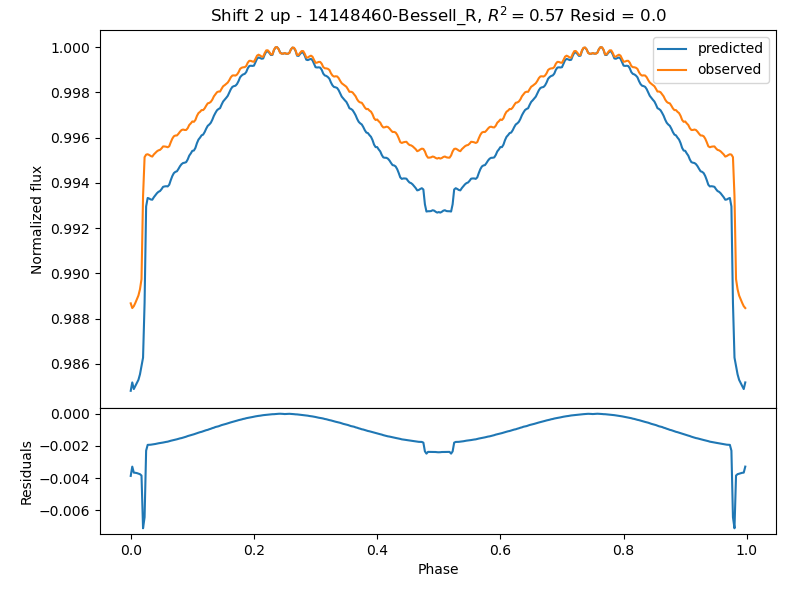 Shift 2 up - 14148460-Bessell_R, R² = 0.57 Resid = 0.0
predicted
observed
Normalized flux
1.000
0.998
0.996
0.994
0.992
0.990
0.988
0.986
Residuals
0.000
−0.002
−0.004
−0.006
0.0 0.2 0.4 0.6 0.8 1.0
Phase